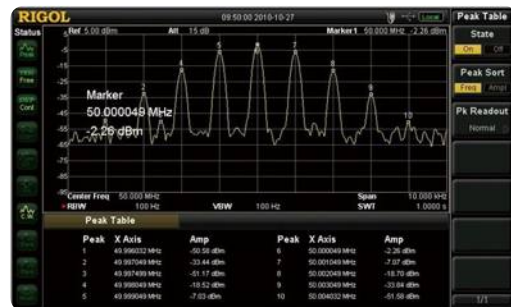 RIGOL
09:50:00 2010-10-27
Local
Peak Table
Status
Ref 5.00 dBm
Att 15 dB
Marker1 50.000 MHz -2.26 dBm
State
On Off
Peak Sort
Freq Ampl
Pk Readout
Normal
Marker
50.000049 MHz
-2.26 dBm
Center Freq 50.000 MHz
Span 10.000 kHz
RBW 100 Hz
VBW 100 Hz
SWT 1.0000 s
Peak Table
Peak X Axis Amp Peak X Axis Amp
1 49.996032 MHz -50.58 dBm 6 50.000049 MHz -2.26 dBm
2 49.997049 MHz -33.44 dBm 7 50.001049 MHz -7.07 dBm
3 49.997499 MHz -51.17 dBm 8 50.002049 MHz -18.70 dBm
4 49.998049 MHz -18.52 dBm 9 50.003049 MHz -33.84 dBm
5 49.999049 MHz -7.03 dBm 10 50.004032 MHz -51.58 dBm
1/1